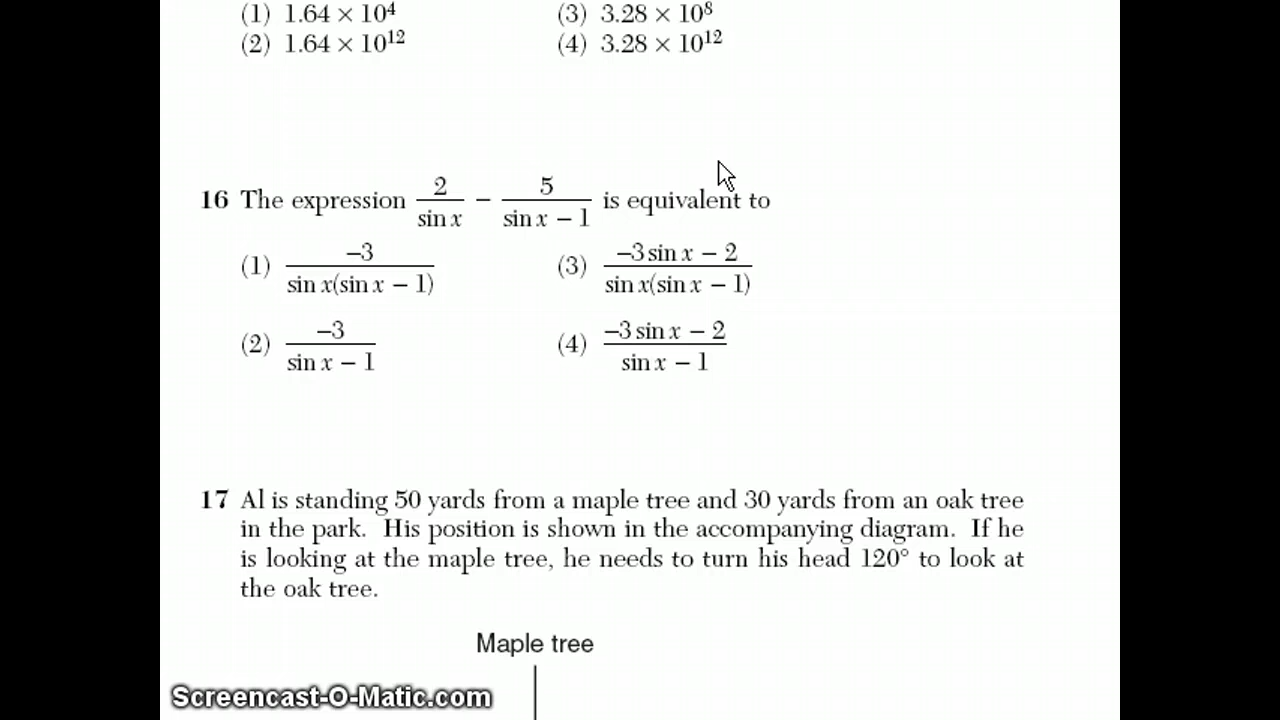 (1) 1.64 × 10⁴ (3) 3.28 × 10⁸
(2) 1.64 × 10¹² (4) 3.28 × 10¹²
16 The expression 2/(sin x) − 5/(sin x − 1) is equivalent to
(1) −3/(sin x(sin x − 1)) (3) (−3 sin x − 2)/(sin x(sin x − 1))
(2) −3/(sin x − 1) (4) (−3 sin x − 2)/(sin x − 1)
17 Al is standing 50 yards from a maple tree and 30 yards from an oak tree
in the park. His position is shown in the accompanying diagram. If he
is looking at the maple tree, he needs to turn his head 120° to look at
the oak tree.
Maple tree
Screencast-O-Matic.com